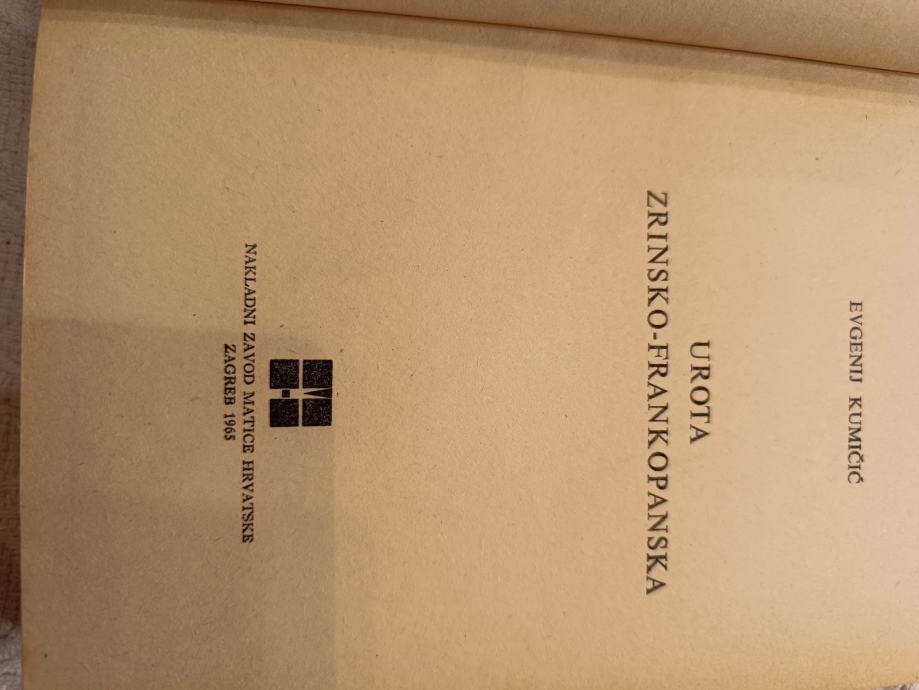 EVGENIJ KUMIČIĆ
UROTA
ZRINSKO-FRANKOPANSKA
NAKLADNI ZAVOD MATICE HRVATSKE
ZAGREB 1965